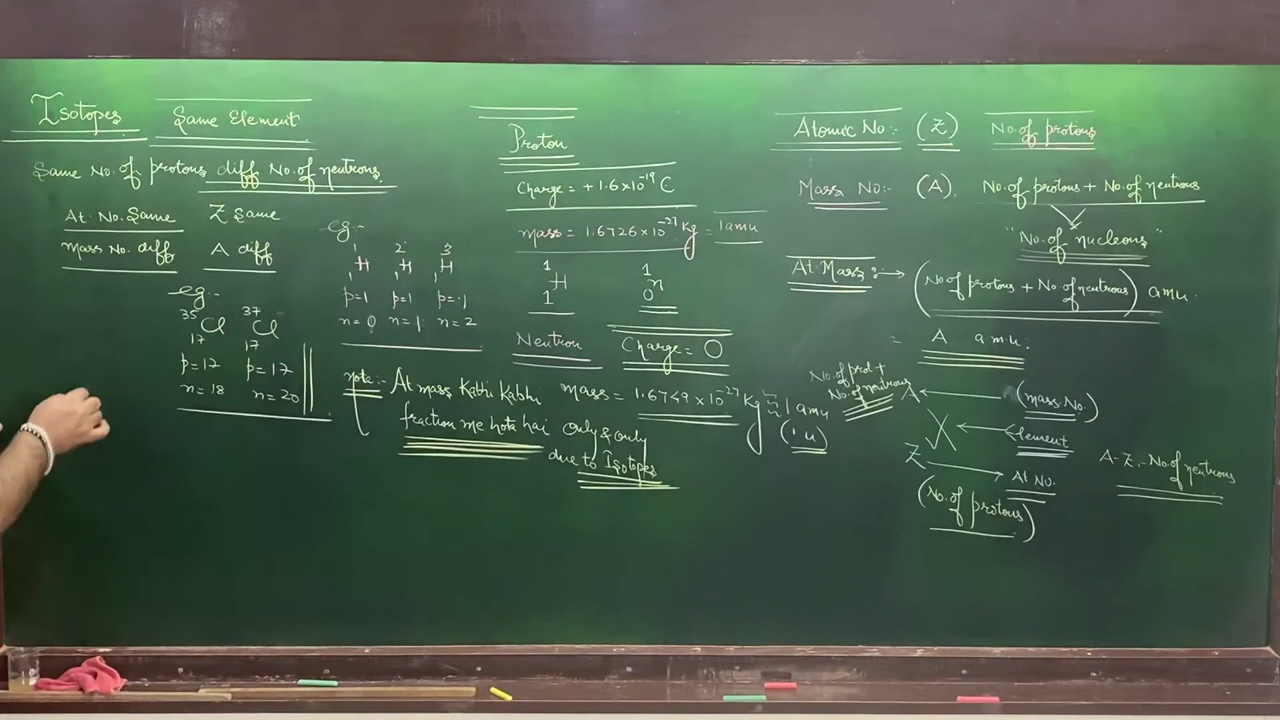 Isotopes Same Element
Same No. of protons diff No. of neutrons.
At. No. Same Z Same
Mass No. diff A diff
eg:-
35 Cl 17 37 Cl 17
p=17 p=17
n=18 n=20
eg:-
1 H 1 2 H 1 3 H 1
p=1 p=1 p=1
n=0 n=1 n=2
note:- At mass Kabhi Kabhi
fraction me hota hai only & only
due to Isotopes
Proton
Charge = +1.6×10⁻¹⁹ C
mass = 1.6726×10⁻²⁷ Kg = 1amu
1 H 1 1 n 0
Neutron Charge = 0
mass = 1.6749×10⁻²⁷ Kg ≈ 1 amu
(1 u)
Atomic No:- (Z) No. of protons
Mass No:- (A). No. of protons + No. of neutrons
"No. of nucleons"
At Mass:- → (No. of protons + No. of neutrons) amu.
= A a.m.u.
No. of prot +
No. of neutrons A ← (mass No.)
X ← Element
Z → At No.
(No. of protons)
A-Z:- No. of neutrons